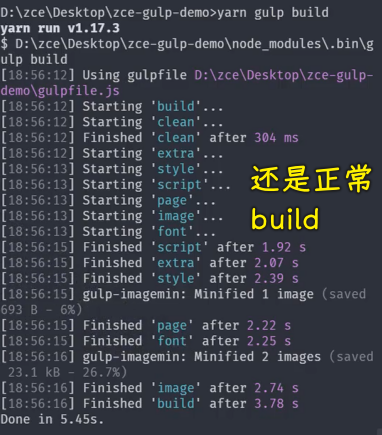 D:\zce\Desktop\zce-gulp-demo>yarn gulp build
yarn run v1.17.3
$ D:\zce\Desktop\zce-gulp-demo\node_modules\.bin\g
ulp build
[18:56:12] Using gulpfile D:\zce\Desktop\zce-gulp-
demo\gulpfile.js
[18:56:12] Starting 'build'...
[18:56:12] Starting 'clean'...
[18:56:12] Finished 'clean' after 304 ms
[18:56:12] Starting 'extra'...
[18:56:13] Starting 'style'...
[18:56:13] Starting 'script'...
[18:56:13] Starting 'page'...
[18:56:13] Starting 'image'...
[18:56:13] Starting 'font'...
还是正常
build
[18:56:15] Finished 'script' after 1.92 s
[18:56:15] Finished 'extra' after 2.07 s
[18:56:15] Finished 'style' after 2.39 s
[18:56:15] gulp-imagemin: Minified 1 image (saved
693 B - 6%)
[18:56:15] Finished 'page' after 2.22 s
[18:56:15] Finished 'font' after 2.25 s
[18:56:16] gulp-imagemin: Minified 2 images (saved
23.1 kB - 26.7%)
[18:56:16] Finished 'image' after 2.74 s
[18:56:16] Finished 'build' after 3.78 s
Done in 5.45s.